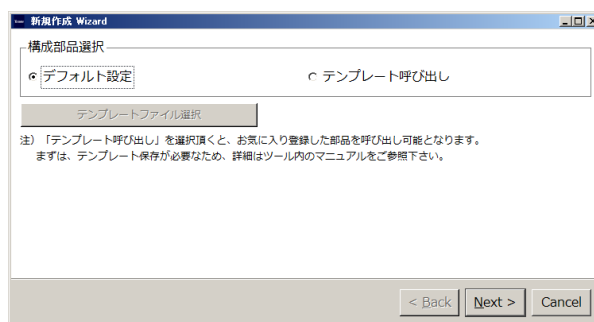 新規作成 Wizard
構成部品選択
デフォルト設定 テンプレート呼び出し
テンプレートファイル選択
注) 「テンプレート呼び出し」を選択頂くと、お気に入り登録した部品を呼び出し可能となります。
まずは、テンプレート保存が必要なため、詳細はツール内のマニュアルをご参照下さい。
< Back Next > Cancel